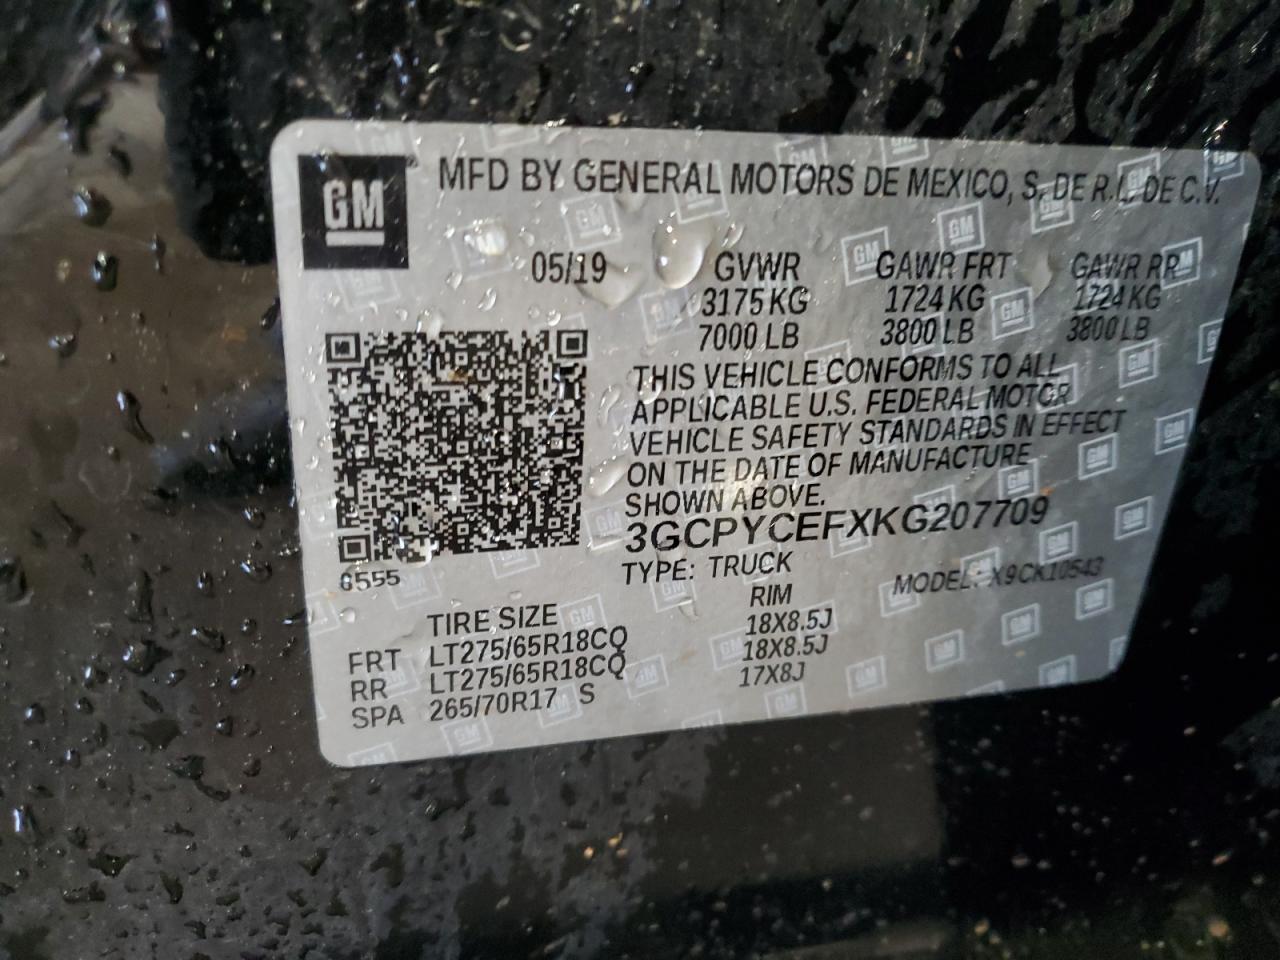 GM
MFD BY GENERAL MOTORS DE MEXICO, S. DE R.L. DE C.V.
05/19 GVWR GAWR FRT GAWR RR
3175 KG 1724 KG 1724 KG
7000 LB 3800 LB 3800 LB
THIS VEHICLE CONFORMS TO ALL
APPLICABLE U.S. FEDERAL MOTOR
VEHICLE SAFETY STANDARDS IN EFFECT
ON THE DATE OF MANUFACTURE
SHOWN ABOVE.
3GCPYCEFXKG207709
TYPE: TRUCK MODEL: X9CK10543
6555
TIRE SIZE RIM
FRT LT275/65R18CQ 18X8.5J
RR LT275/65R18CQ 18X8.5J
SPA 265/70R17 S 17X8J